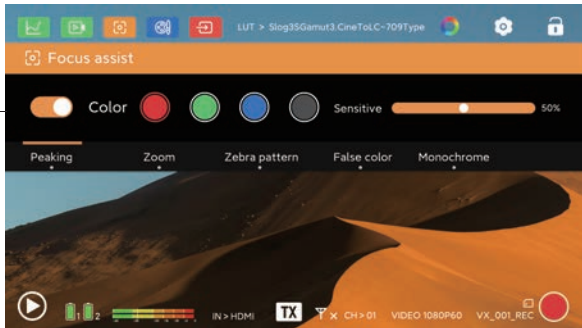 LUT > Slog3SGamut3.CineToLC-709Type
Focus assist
Color
Sensitive
50%
Peaking
Zoom
Zebra pattern
False color
Monochrome
1
2
IN > HDMI
TX
X
CH > 01
VIDEO 1080P60
VX_001_REC